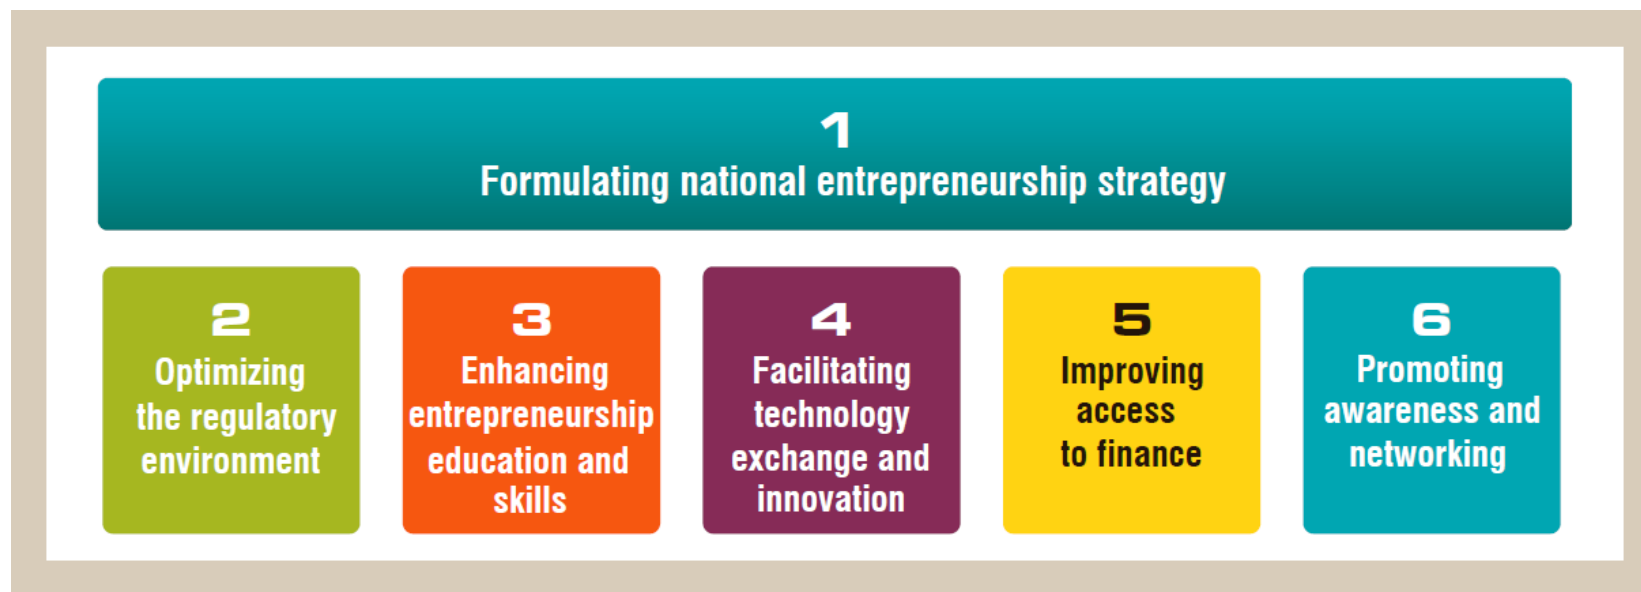 1
Formulating national entrepreneurship strategy
2
Optimizing
the regulatory
environment
3
Enhancing
entrepreneurship
education and
skills
4
Facilitating
technology
exchange and
innovation
5
Improving
access
to finance
6
Promoting
awareness and
networking